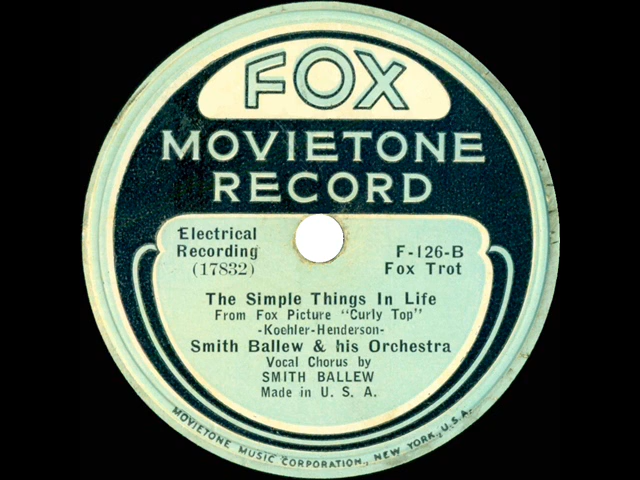 FOX
MOVIETONE
RECORD
Electrical
Recording
(17832)
F-126-B
Fox Trot
The Simple Things In Life
From Fox Picture "Curly Top"
-Koehler-Henderson-
Smith Ballew & his Orchestra
Vocal Chorus by
SMITH BALLEW
Made in U. S. A.
MOVIETONE MUSIC CORPORATION, NEW YORK, U.S.A.